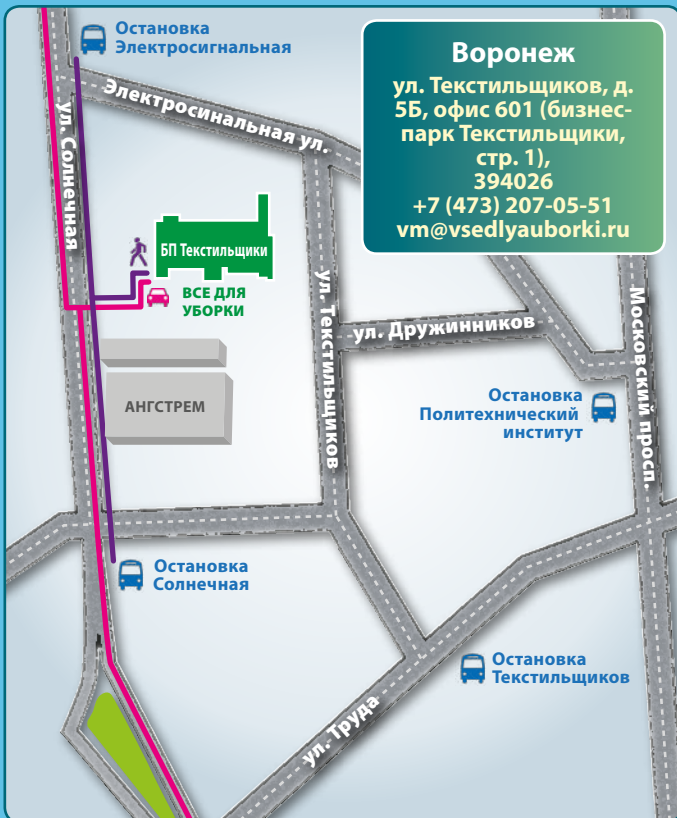 Остановка
Электросигнальная
Воронеж
ул. Текстильщиков, д.
5Б, офис 601 (бизнес-
парк Текстильщики,
стр. 1),
394026
+7 (473) 207-05-51
vm@vsedlyauborki.ru
Электросинальная ул.
ул. Солнечная
БП Текстильщики
ВСЕ ДЛЯ
УБОРКИ
ул. Текстильщиков
ул. Дружинников
Московский просп.
АНГСТРЕМ
Остановка
Политехнический
институт
Остановка
Солнечная
Остановка
Текстильщиков
ул. Труда